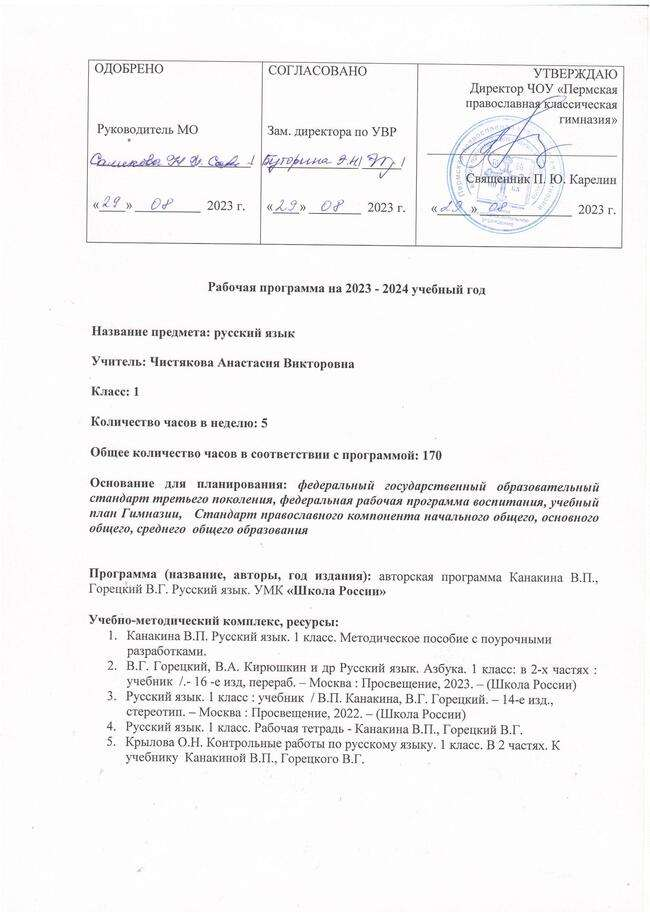 ОДОБРЕНО
Руководитель МО
«29» 08 2023 г.
СОГЛАСОВАНО
Зам. директора по УВР
Буторина Э.Н.
«29» 08 2023 г.
УТВЕРЖДАЮ
Директор ЧОУ «Пермская
православная классическая
гимназия»
Священник П. Ю. Карелин
«29» 08 2023 г.
Рабочая программа на 2023 - 2024 учебный год
Название предмета: русский язык
Учитель: Чистякова Анастасия Викторовна
Класс: 1
Количество часов в неделю: 5
Общее количество часов в соответствии с программой: 170
Основание для планирования: федеральный государственный образовательный
стандарт третьего поколения, федеральная рабочая программа воспитания, учебный
план Гимназии, Стандарт православного компонента начального общего, основного
общего, среднего общего образования
Программа (название, авторы, год издания): авторская программа Канакина В.П.,
Горецкий В.Г. Русский язык. УМК «Школа России»
Учебно-методический комплекс, ресурсы:
1. Канакина В.П. Русский язык. 1 класс. Методическое пособие с поурочными
разработками.
2. В.Г. Горецкий, В.А. Кирюшкин и др Русский язык. Азбука. 1 класс: в 2-х частях :
учебник /.- 16 -е изд, перераб. – Москва : Просвещение, 2023. – (Школа России)
3. Русский язык. 1 класс : учебник / В.П. Канакина, В.Г. Горецкий. – 14-е изд.,
стереотип. – Москва : Просвещение, 2022. – (Школа России)
4. Русский язык. 1 класс. Рабочая тетрадь - Канакина В.П., Горецкий В.Г.
5. Крылова О.Н. Контрольные работы по русскому языку. 1 класс. В 2 частях. К
учебнику Канакиной В.П., Горецкого В.Г.